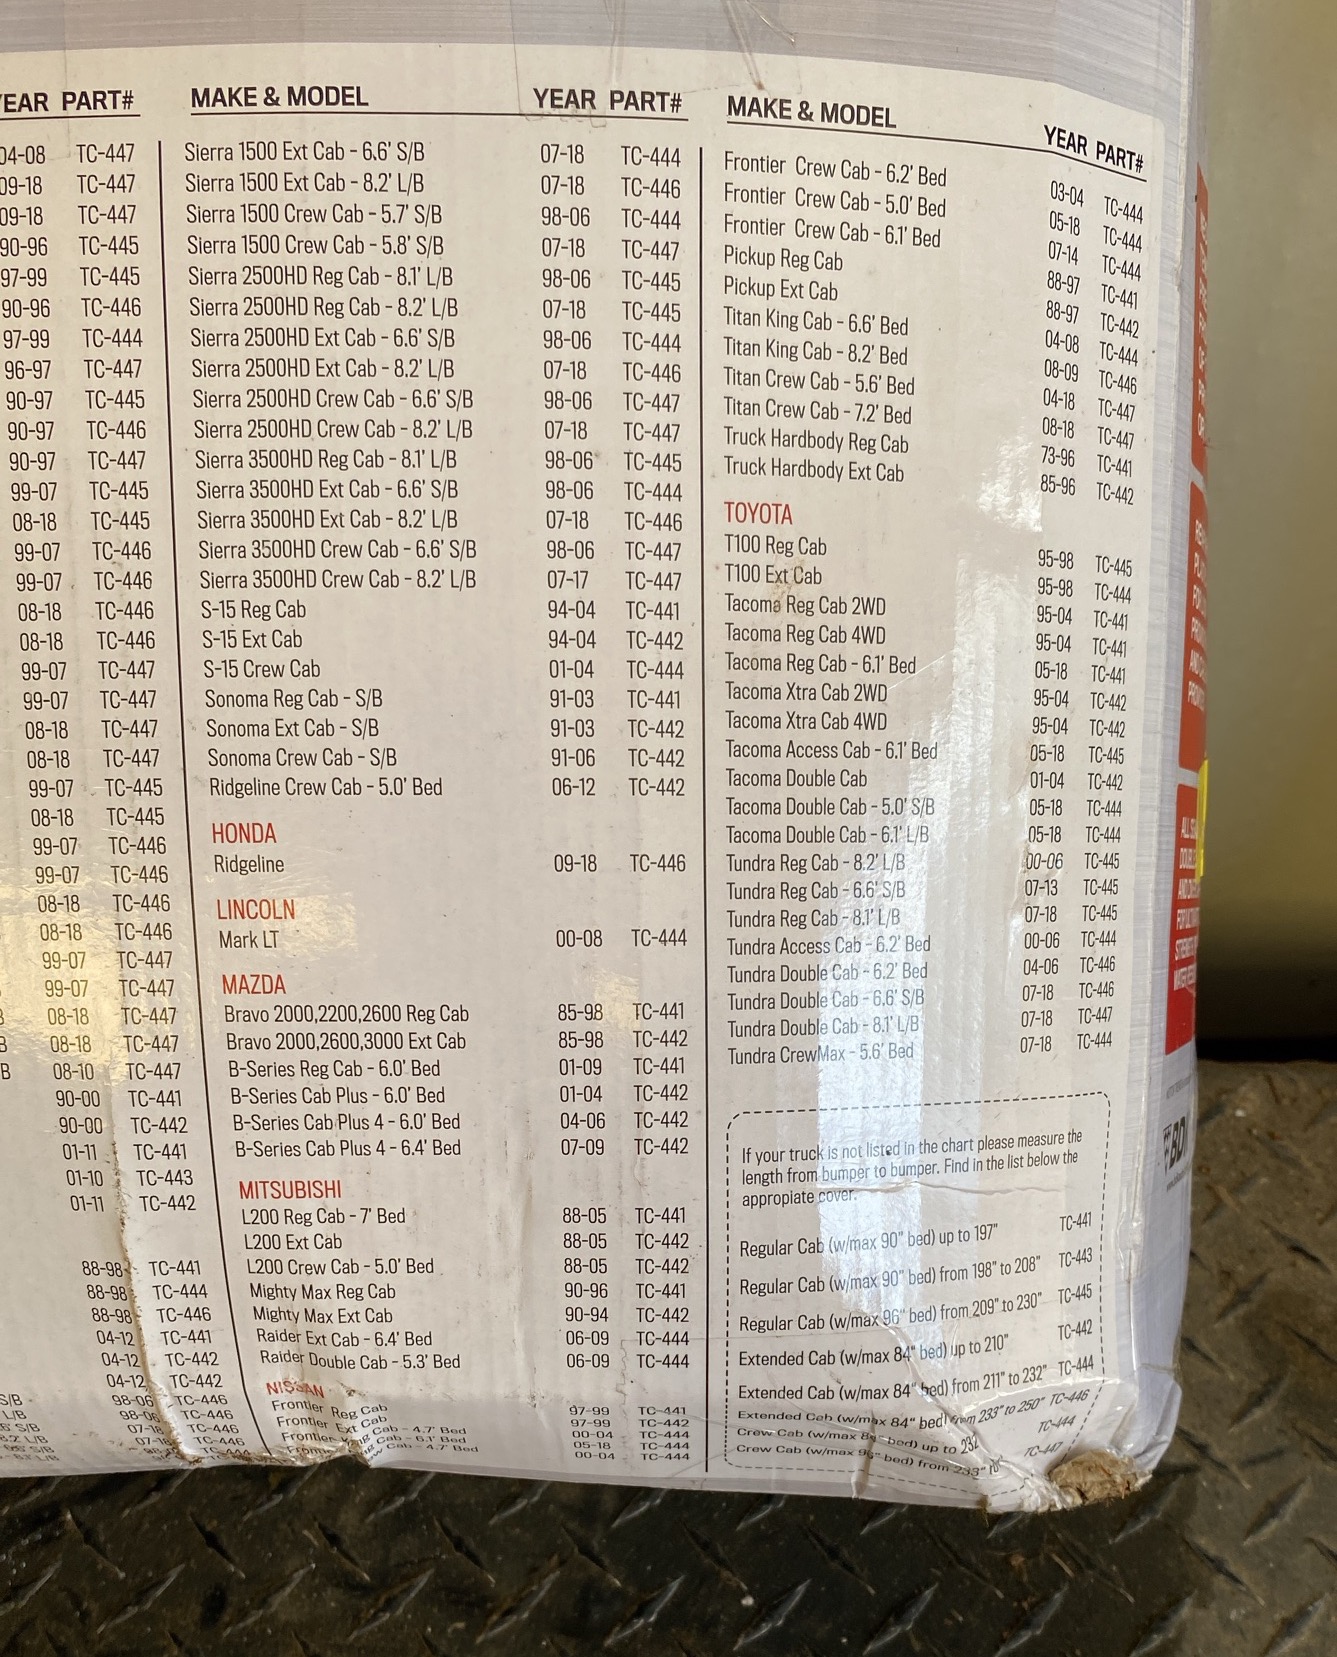 YEAR PART#
04-08 TC-447
09-18 TC-447
09-18 TC-447
90-96 TC-445
97-99 TC-445
90-96 TC-446
97-99 TC-444
96-97 TC-447
90-97 TC-445
90-97 TC-446
90-97 TC-447
99-07 TC-445
08-18 TC-445
99-07 TC-446
99-07 TC-446
08-18 TC-446
08-18 TC-446
99-07 TC-447
99-07 TC-447
08-18 TC-447
08-18 TC-447
99-07 TC-445
08-18 TC-445
99-07 TC-446
99-07 TC-446
08-18 TC-446
08-18 TC-446
99-07 TC-447
99-07 TC-447
08-18 TC-447
08-18 TC-447
08-10 TC-447
90-00 TC-441
90-00 TC-442
01-11 TC-441
01-10 TC-443
01-11 TC-442
88-98 TC-441
88-98 TC-444
88-98 TC-446
04-12 TC-441
04-12 TC-442
04-12 TC-442
S/B 98-06 TC-446
L/B 98-06 TC-446
S/B 07-18 TC-446
L/B 07-18 TC-446
MAKE & MODEL YEAR PART#
Sierra 1500 Ext Cab - 6.6' S/B 07-18 TC-444
Sierra 1500 Ext Cab - 8.2' L/B 07-18 TC-446
Sierra 1500 Crew Cab - 5.7' S/B 98-06 TC-444
Sierra 1500 Crew Cab - 5.8' S/B 07-18 TC-447
Sierra 2500HD Reg Cab - 8.1' L/B 98-06 TC-445
Sierra 2500HD Reg Cab - 8.2' L/B 07-18 TC-445
Sierra 2500HD Ext Cab - 6.6' S/B 98-06 TC-444
Sierra 2500HD Ext Cab - 8.2' L/B 07-18 TC-446
Sierra 2500HD Crew Cab - 6.6' S/B 98-06 TC-447
Sierra 2500HD Crew Cab - 8.2' L/B 07-18 TC-447
Sierra 3500HD Reg Cab - 8.1' L/B 98-06 TC-445
Sierra 3500HD Ext Cab - 6.6' S/B 98-06 TC-444
Sierra 3500HD Ext Cab - 8.2' L/B 07-18 TC-446
Sierra 3500HD Crew Cab - 6.6' S/B 98-06 TC-447
Sierra 3500HD Crew Cab - 8.2' L/B 07-17 TC-447
S-15 Reg Cab 94-04 TC-441
S-15 Ext Cab 94-04 TC-442
S-15 Crew Cab 01-04 TC-444
Sonoma Reg Cab - S/B 91-03 TC-441
Sonoma Ext Cab - S/B 91-03 TC-442
Sonoma Crew Cab - S/B 91-06 TC-442
Ridgeline Crew Cab - 5.0' Bed 06-12 TC-442
HONDA
Ridgeline 09-18 TC-446
LINCOLN
Mark LT 00-08 TC-444
MAZDA
Bravo 2000,2200,2600 Reg Cab 85-98 TC-441
Bravo 2000,2600,3000 Ext Cab 85-98 TC-442
B-Series Reg Cab - 6.0' Bed 01-09 TC-441
B-Series Cab Plus - 6.0' Bed 01-04 TC-442
B-Series Cab Plus 4 - 6.0' Bed 04-06 TC-442
B-Series Cab Plus 4 - 6.4' Bed 07-09 TC-442
MITSUBISHI
L200 Reg Cab - 7' Bed 88-05 TC-441
L200 Ext Cab 88-05 TC-442
L200 Crew Cab - 5.0' Bed 88-05 TC-442
Mighty Max Reg Cab 90-96 TC-441
Mighty Max Ext Cab 90-94 TC-442
Raider Ext Cab - 6.4' Bed 06-09 TC-444
Raider Double Cab - 5.3' Bed 06-09 TC-444
NISSAN
Frontier Reg Cab 97-99 TC-441
Frontier Ext Cab 97-99 TC-442
Frontier Cab - 4.7' Bed 00-04 TC-444
Cab - 6.1' Bed 05-18 TC-444
Cab - 4.7' Bed 00-04 TC-444
MAKE & MODEL YEAR PART#
Frontier Crew Cab - 6.2' Bed 03-04 TC-444
Frontier Crew Cab - 5.0' Bed 05-18 TC-444
Frontier Crew Cab - 6.1' Bed 07-14 TC-444
Pickup Reg Cab 88-97 TC-441
Pickup Ext Cab 88-97 TC-442
Titan King Cab - 6.6' Bed 04-08 TC-444
Titan King Cab - 8.2' Bed 08-09 TC-446
Titan Crew Cab - 5.6' Bed 04-18 TC-447
Titan Crew Cab - 7.2' Bed 08-18 TC-447
Truck Hardbody Reg Cab 73-96 TC-441
Truck Hardbody Ext Cab 85-96 TC-442
TOYOTA
T100 Reg Cab 95-98 TC-445
T100 Ext Cab 95-98 TC-444
Tacoma Reg Cab 2WD 95-04 TC-441
Tacoma Reg Cab 4WD 95-04 TC-441
Tacoma Reg Cab - 6.1' Bed 05-18 TC-441
Tacoma Xtra Cab 2WD 95-04 TC-442
Tacoma Xtra Cab 4WD 95-04 TC-442
Tacoma Access Cab - 6.1' Bed 05-18 TC-445
Tacoma Double Cab 01-04 TC-442
Tacoma Double Cab - 5.0' S/B 05-18 TC-444
Tacoma Double Cab - 6.1' L/B 05-18 TC-444
Tundra Reg Cab - 8.2' L/B 00-06 TC-445
Tundra Reg Cab - 6.6' S/B 07-13 TC-445
Tundra Reg Cab - 8.1' L/B 07-18 TC-445
Tundra Access Cab - 6.2' Bed 00-06 TC-444
Tundra Double Cab - 6.2' Bed 04-06 TC-446
Tundra Double Cab - 6.6' S/B 07-18 TC-446
Tundra Double Cab - 8.1' L/B 07-18 TC-447
Tundra CrewMax - 5.6' Bed 07-18 TC-444
If your truck is not listed in the chart please measure the
length from bumper to bumper. Find in the list below the
appropiate cover.
Regular Cab (w/max 90" bed) up to 197" TC-441
Regular Cab (w/max 90" bed) from 198" to 208" TC-443
Regular Cab (w/max 96" bed) from 209" to 230" TC-445
Extended Cab (w/max 84" bed) up to 210" TC-442
Extended Cab (w/max 84" bed) from 211" to 232" TC-444
Extended Cab (w/max 84" bed) from 233" to 250" TC-446
Crew Cab (w/max bed) up to 232 TC-444
Crew Cab (w/max bed) from 233" to TC-447